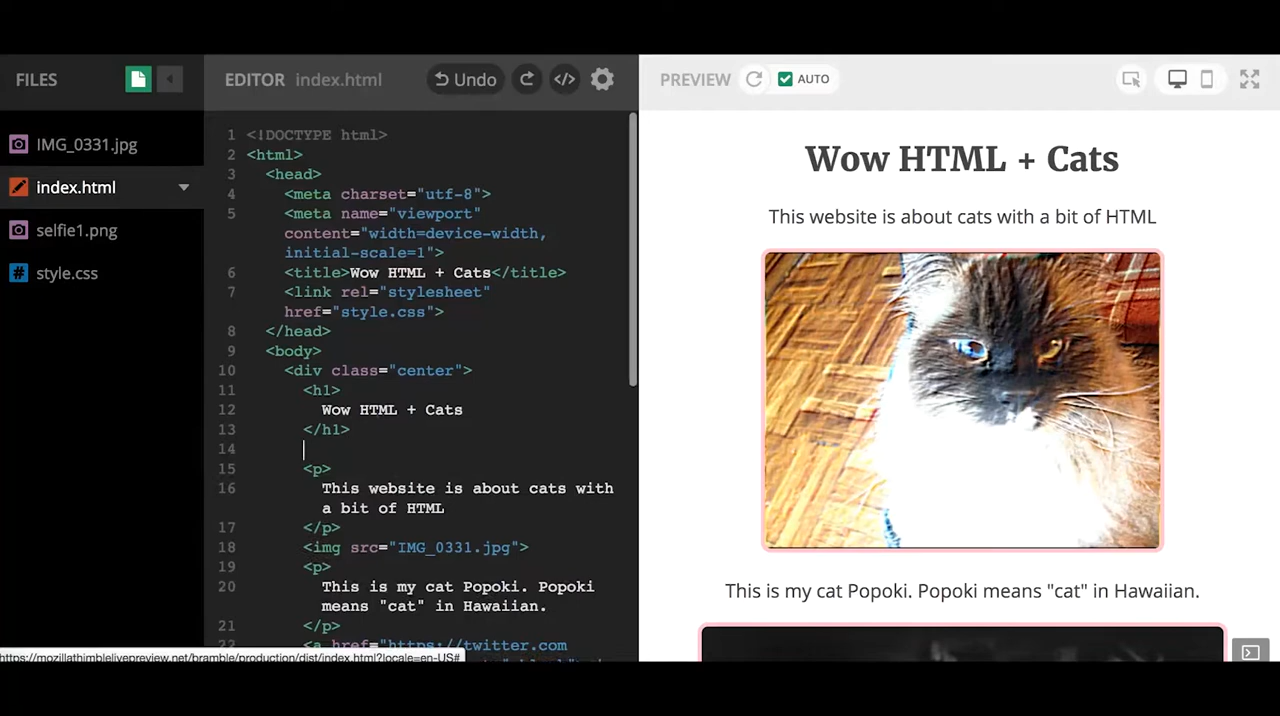 FILES
EDITOR index.html Undo </>
PREVIEW AUTO
IMG_0331.jpg
index.html
selfie1.png
style.css
1 <!DOCTYPE html>
2 <html>
3 <head>
4 <meta charset="utf-8">
5 <meta name="viewport"
content="width=device-width,
initial-scale=1">
6 <title>Wow HTML + Cats</title>
7 <link rel="stylesheet"
href="style.css">
8 </head>
9 <body>
10 <div class="center">
11 <h1>
12 Wow HTML + Cats
13 </h1>
14
15 <p>
16 This website is about cats with
a bit of HTML
17 </p>
18 <img src="IMG_0331.jpg">
19 <p>
20 This is my cat Popoki. Popoki
means "cat" in Hawaiian.
21 </p>
22 <a href="https://twitter.com
https://mozillathimblelivepreview.net/bramble/production/dist/index.html?locale=en-US#
Wow HTML + Cats
This website is about cats with a bit of HTML
This is my cat Popoki. Popoki means "cat" in Hawaiian.